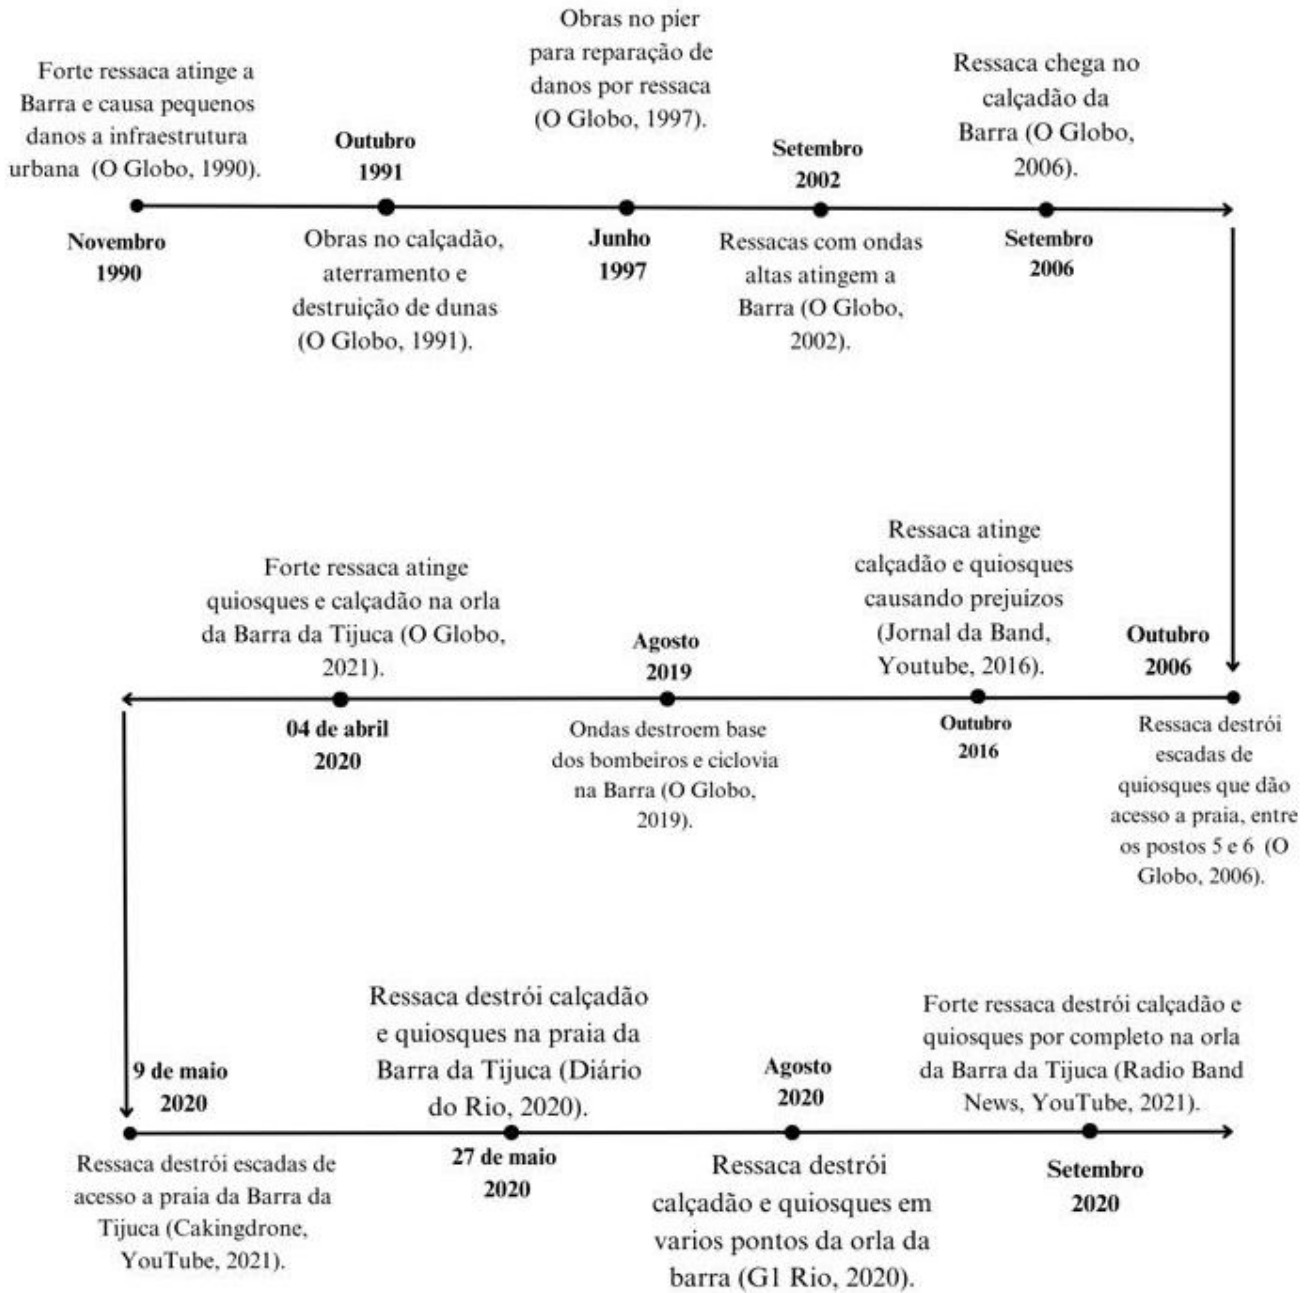 Forte ressaca atinge a
Barra e causa pequenos
danos a infraestrutura
urbana (O Globo, 1990).
Novembro
1990
Outubro
1991
Obras no calçadão,
aterramento e
destruição de dunas
(O Globo, 1991).
Obras no píer
para reparação de
danos por ressaca
(O Globo, 1997).
Junho
1997
Setembro
2002
Ressacas com ondas
altas atingem a
Barra (O Globo,
2002).
Ressaca chega no
calçadão da
Barra (O Globo,
2006).
Setembro
2006
Outubro
2006
Ressaca destrói
escadas de
quiosques que dão
acesso a praia, entre
os postos 5 e 6 (O
Globo, 2006).
Ressaca atinge
calçadão e quiosques
causando prejuízos
(Jornal da Band,
Youtube, 2016).
Outubro
2016
Agosto
2019
Ondas destroem base
dos bombeiros e ciclovia
na Barra (O Globo,
2019).
Forte ressaca atinge
quiosques e calçadão na orla
da Barra da Tijuca (O Globo,
2021).
04 de abril
2020
9 de maio
2020
Ressaca destrói escadas de
acesso a praia da Barra da
Tijuca (Cakingdrone,
YouTube, 2021).
Ressaca destrói calçadão
e quiosques na praia da
Barra da Tijuca (Diário
do Rio, 2020).
27 de maio
2020
Agosto
2020
Ressaca destrói
calçadão e quiosques em
varios pontos da orla da
barra (G1 Rio, 2020).
Forte ressaca destrói calçadão e
quiosques por completo na orla
da Barra da Tijuca (Radio Band
News, YouTube, 2021).
Setembro
2020